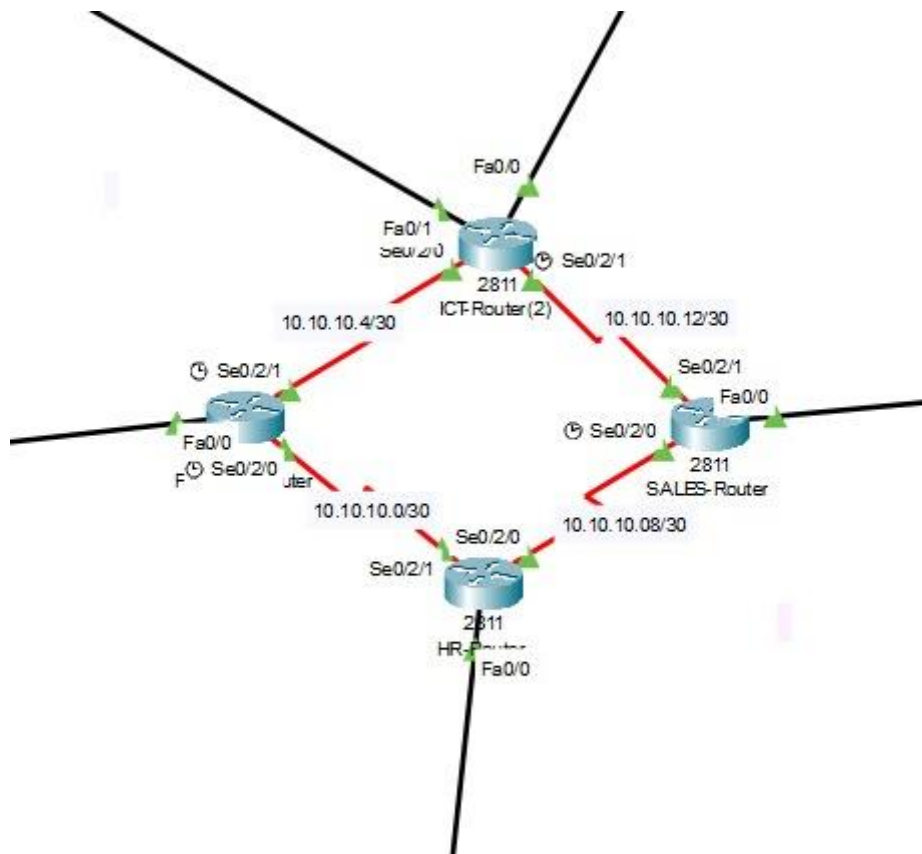 Fa0/0
Fa0/1
Se0/2/0
Se0/2/1
2811
ICT-Router(2)
10.10.10.4/30
10.10.10.12/30
Se0/2/1
Se0/2/1
Fa0/0
Se0/2/0
Fa0/0
Se0/2/0
2811
SALES-Router
10.10.10.0/30
10.10.10.08/30
Se0/2/0
Se0/2/1
2811
HR-Router
Fa0/0